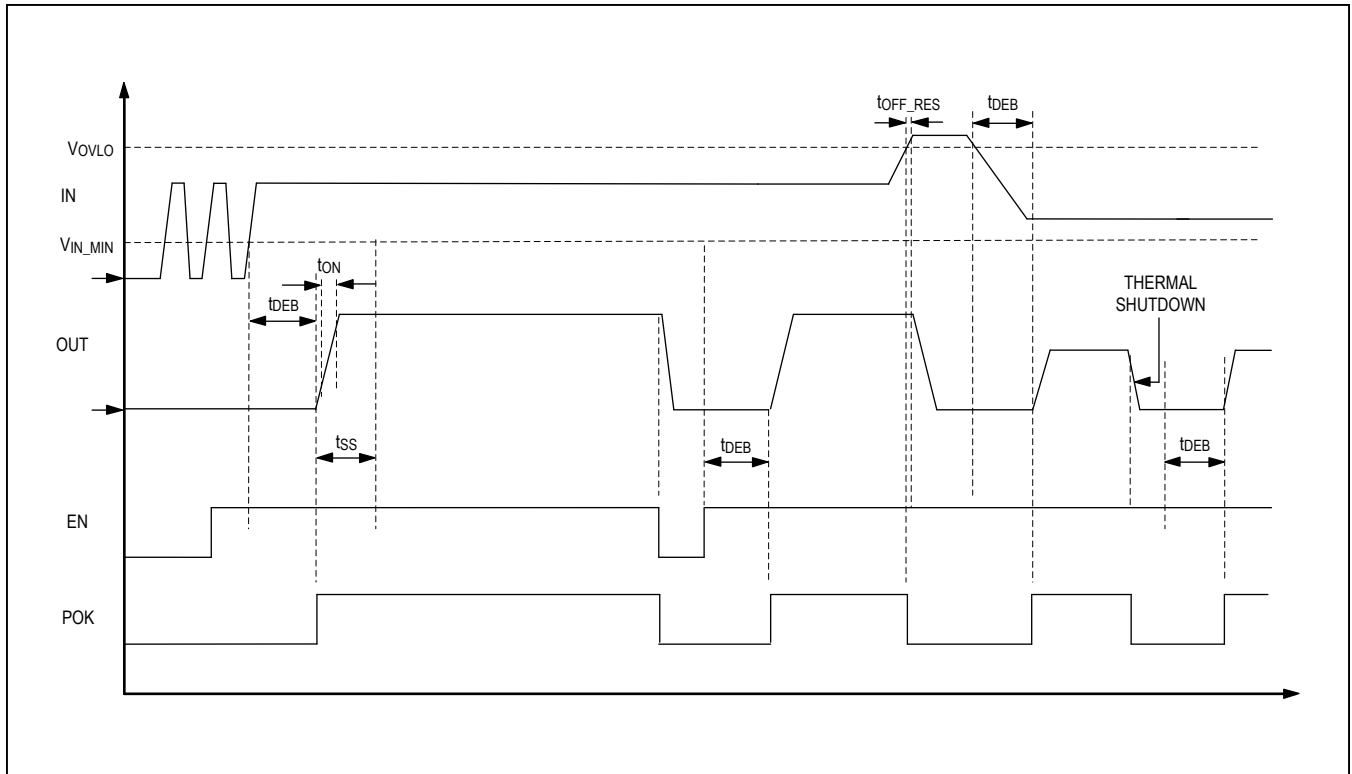 tOFF_RES
tDEB
VOVLO
IN
VIN_MIN
tON
tDEB
THERMAL
SHUTDOWN
OUT
tSS
tDEB
tDEB
EN
POK